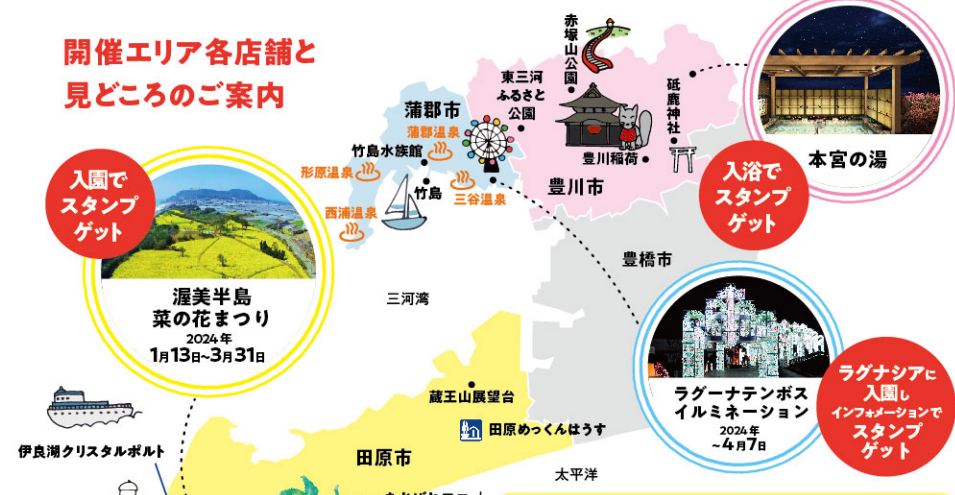 開催エリア各店舗と
見どころのご案内
入園で
スタンプ
ゲット
渥美半島
菜の花まつり
2024年
1月13日~3月31日
蒲郡市
蒲郡温泉
竹島水族館
形原温泉
竹島
三谷温泉
西浦温泉
赤塚山公園
東三河
ふるさと
公園
砥鹿神社
豊川稲荷
豊川市
本宮の湯
入浴で
スタンプ
ゲット
豊橋市
三河湾
ラグーナテンボス
イルミネーション
2024年
~4月7日
ラグナシアに
入園し
インフォメーションで
スタンプ
ゲット
蔵王山展望台
田原めっくんはうす
伊良湖クリスタルポルト
田原市
太平洋